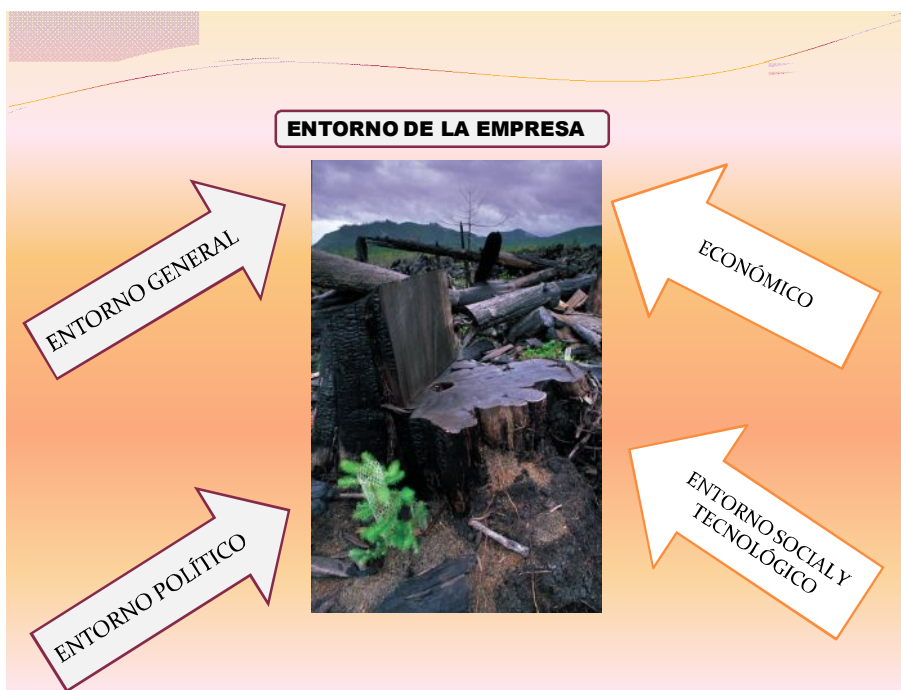 ENTORNO DE LA EMPRESA
ENTORNO GENERAL
ECONÓMICO
ENTORNO POLÍTICO
ENTORNO SOCIAL Y
TECNOLÓGICO